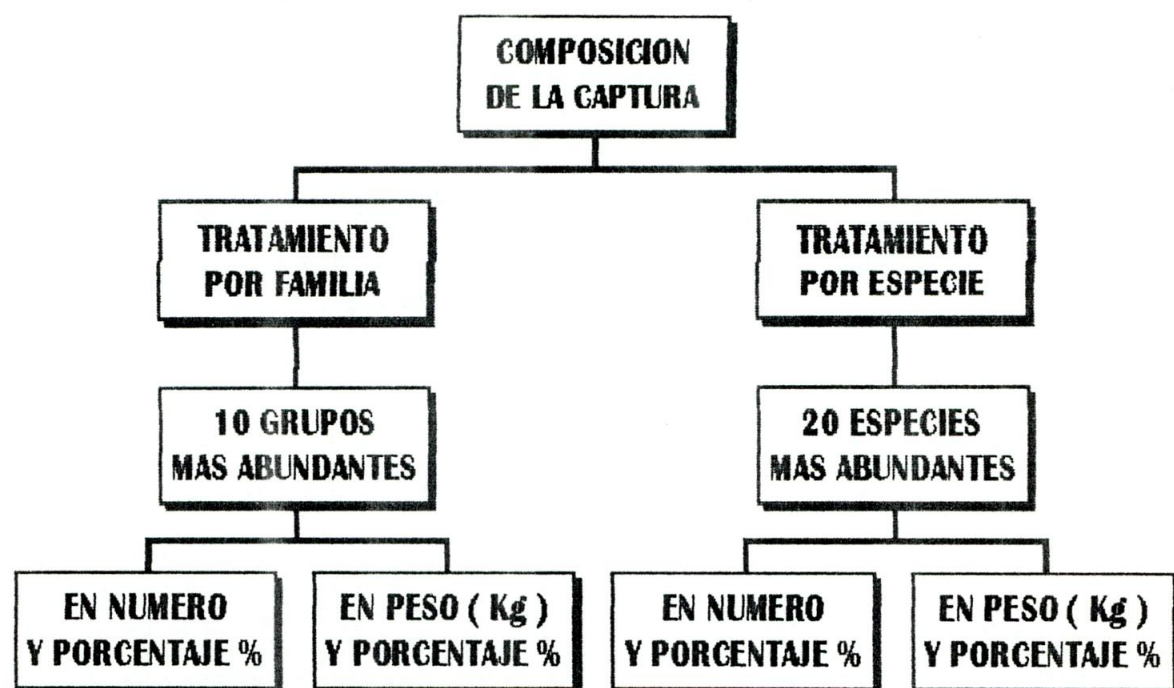 COMPOSICION
DE LA CAPTURA
TRATAMIENTO
POR FAMILIA
TRATAMIENTO
POR ESPECIE
10 GRUPOS
MAS ABUNDANTES
20 ESPECIES
MAS ABUNDANTES
EN NUMERO
Y PORCENTAJE %
EN PESO ( Kg )
Y PORCENTAJE %
EN NUMERO
Y PORCENTAJE %
EN PESO ( Kg )
Y PORCENTAJE %